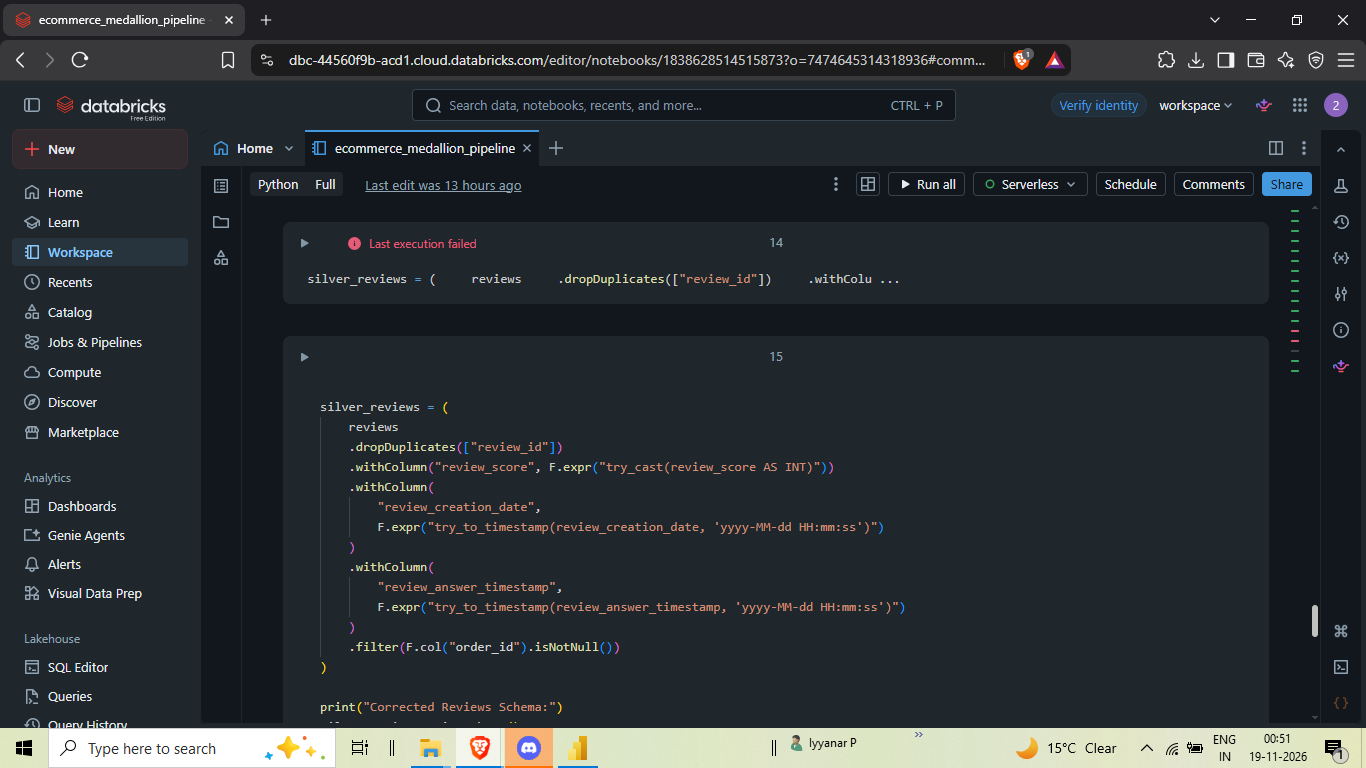 ecommerce_medallion_pipeline
dbc-44560f9b-acd1.cloud.databricks.com/editor/notebooks/1838628514515873?o=7474645314318936#comm...
1
databricks
Free Edition
Search data, notebooks, recents, and more...
CTRL + P
Verify identity
workspace
2
New
Home
Learn
Workspace
Recents
Catalog
Jobs & Pipelines
Compute
Discover
Marketplace
Analytics
Dashboards
Genie Agents
Alerts
Visual Data Prep
Lakehouse
SQL Editor
Queries
Query History
Home
ecommerce_medallion_pipeline
Python
Full
Last edit was 13 hours ago
Run all
Serverless
Schedule
Comments
Share
Last execution failed
14
silver_reviews = ( reviews .dropDuplicates(["review_id"]) .withColu ...
15
silver_reviews = (
reviews
.dropDuplicates(["review_id"])
.withColumn("review_score", F.expr("try_cast(review_score AS INT)"))
.withColumn(
"review_creation_date",
F.expr("try_to_timestamp(review_creation_date, 'yyyy-MM-dd HH:mm:ss')")
)
.withColumn(
"review_answer_timestamp",
F.expr("try_to_timestamp(review_answer_timestamp, 'yyyy-MM-dd HH:mm:ss')")
)
.filter(F.col("order_id").isNotNull())
)
print("Corrected Reviews Schema:")
Type here to search
Iyyanar P
15°C Clear
ENG
IN
00:51
19-11-2026
1